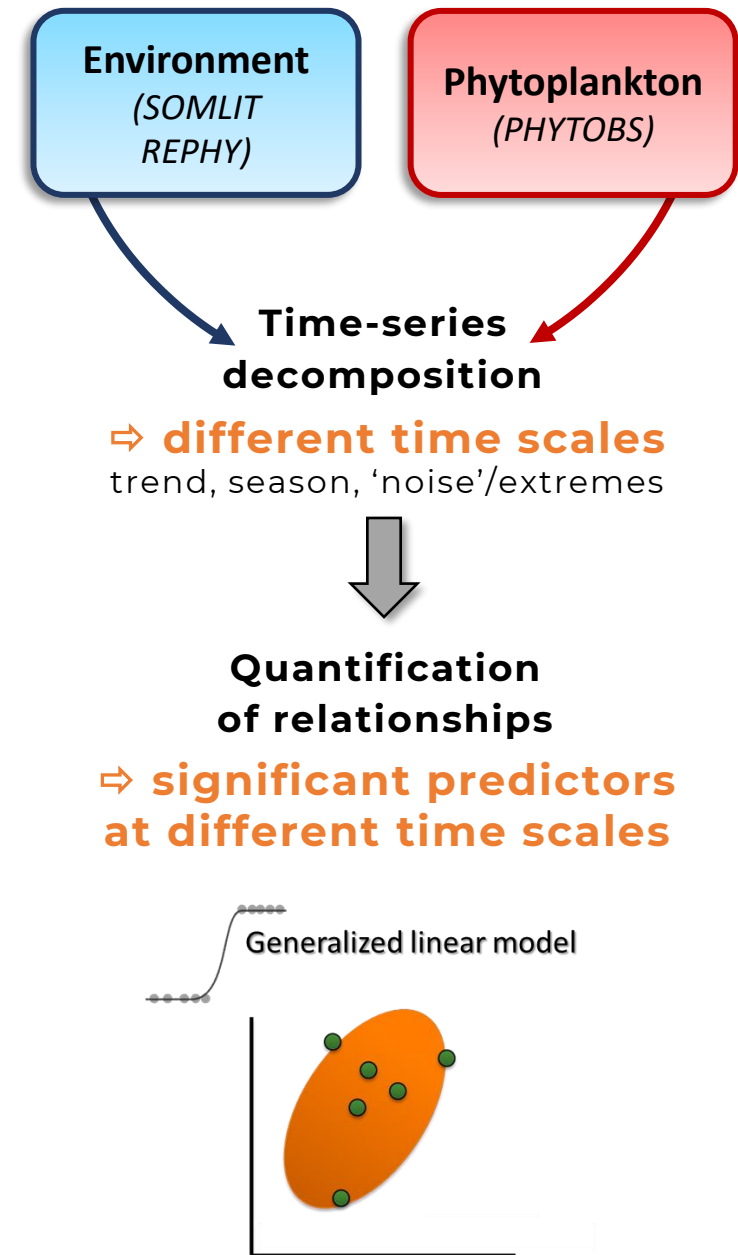 Environment
(SOMLIT
REPHY)
Phytoplankton
(PHYTOBS)
Time-series
decomposition
⇨ different time scales
trend, season, ‘noise’/extremes
Quantification
of relationships
⇨ significant predictors
at different time scales
Generalized linear model